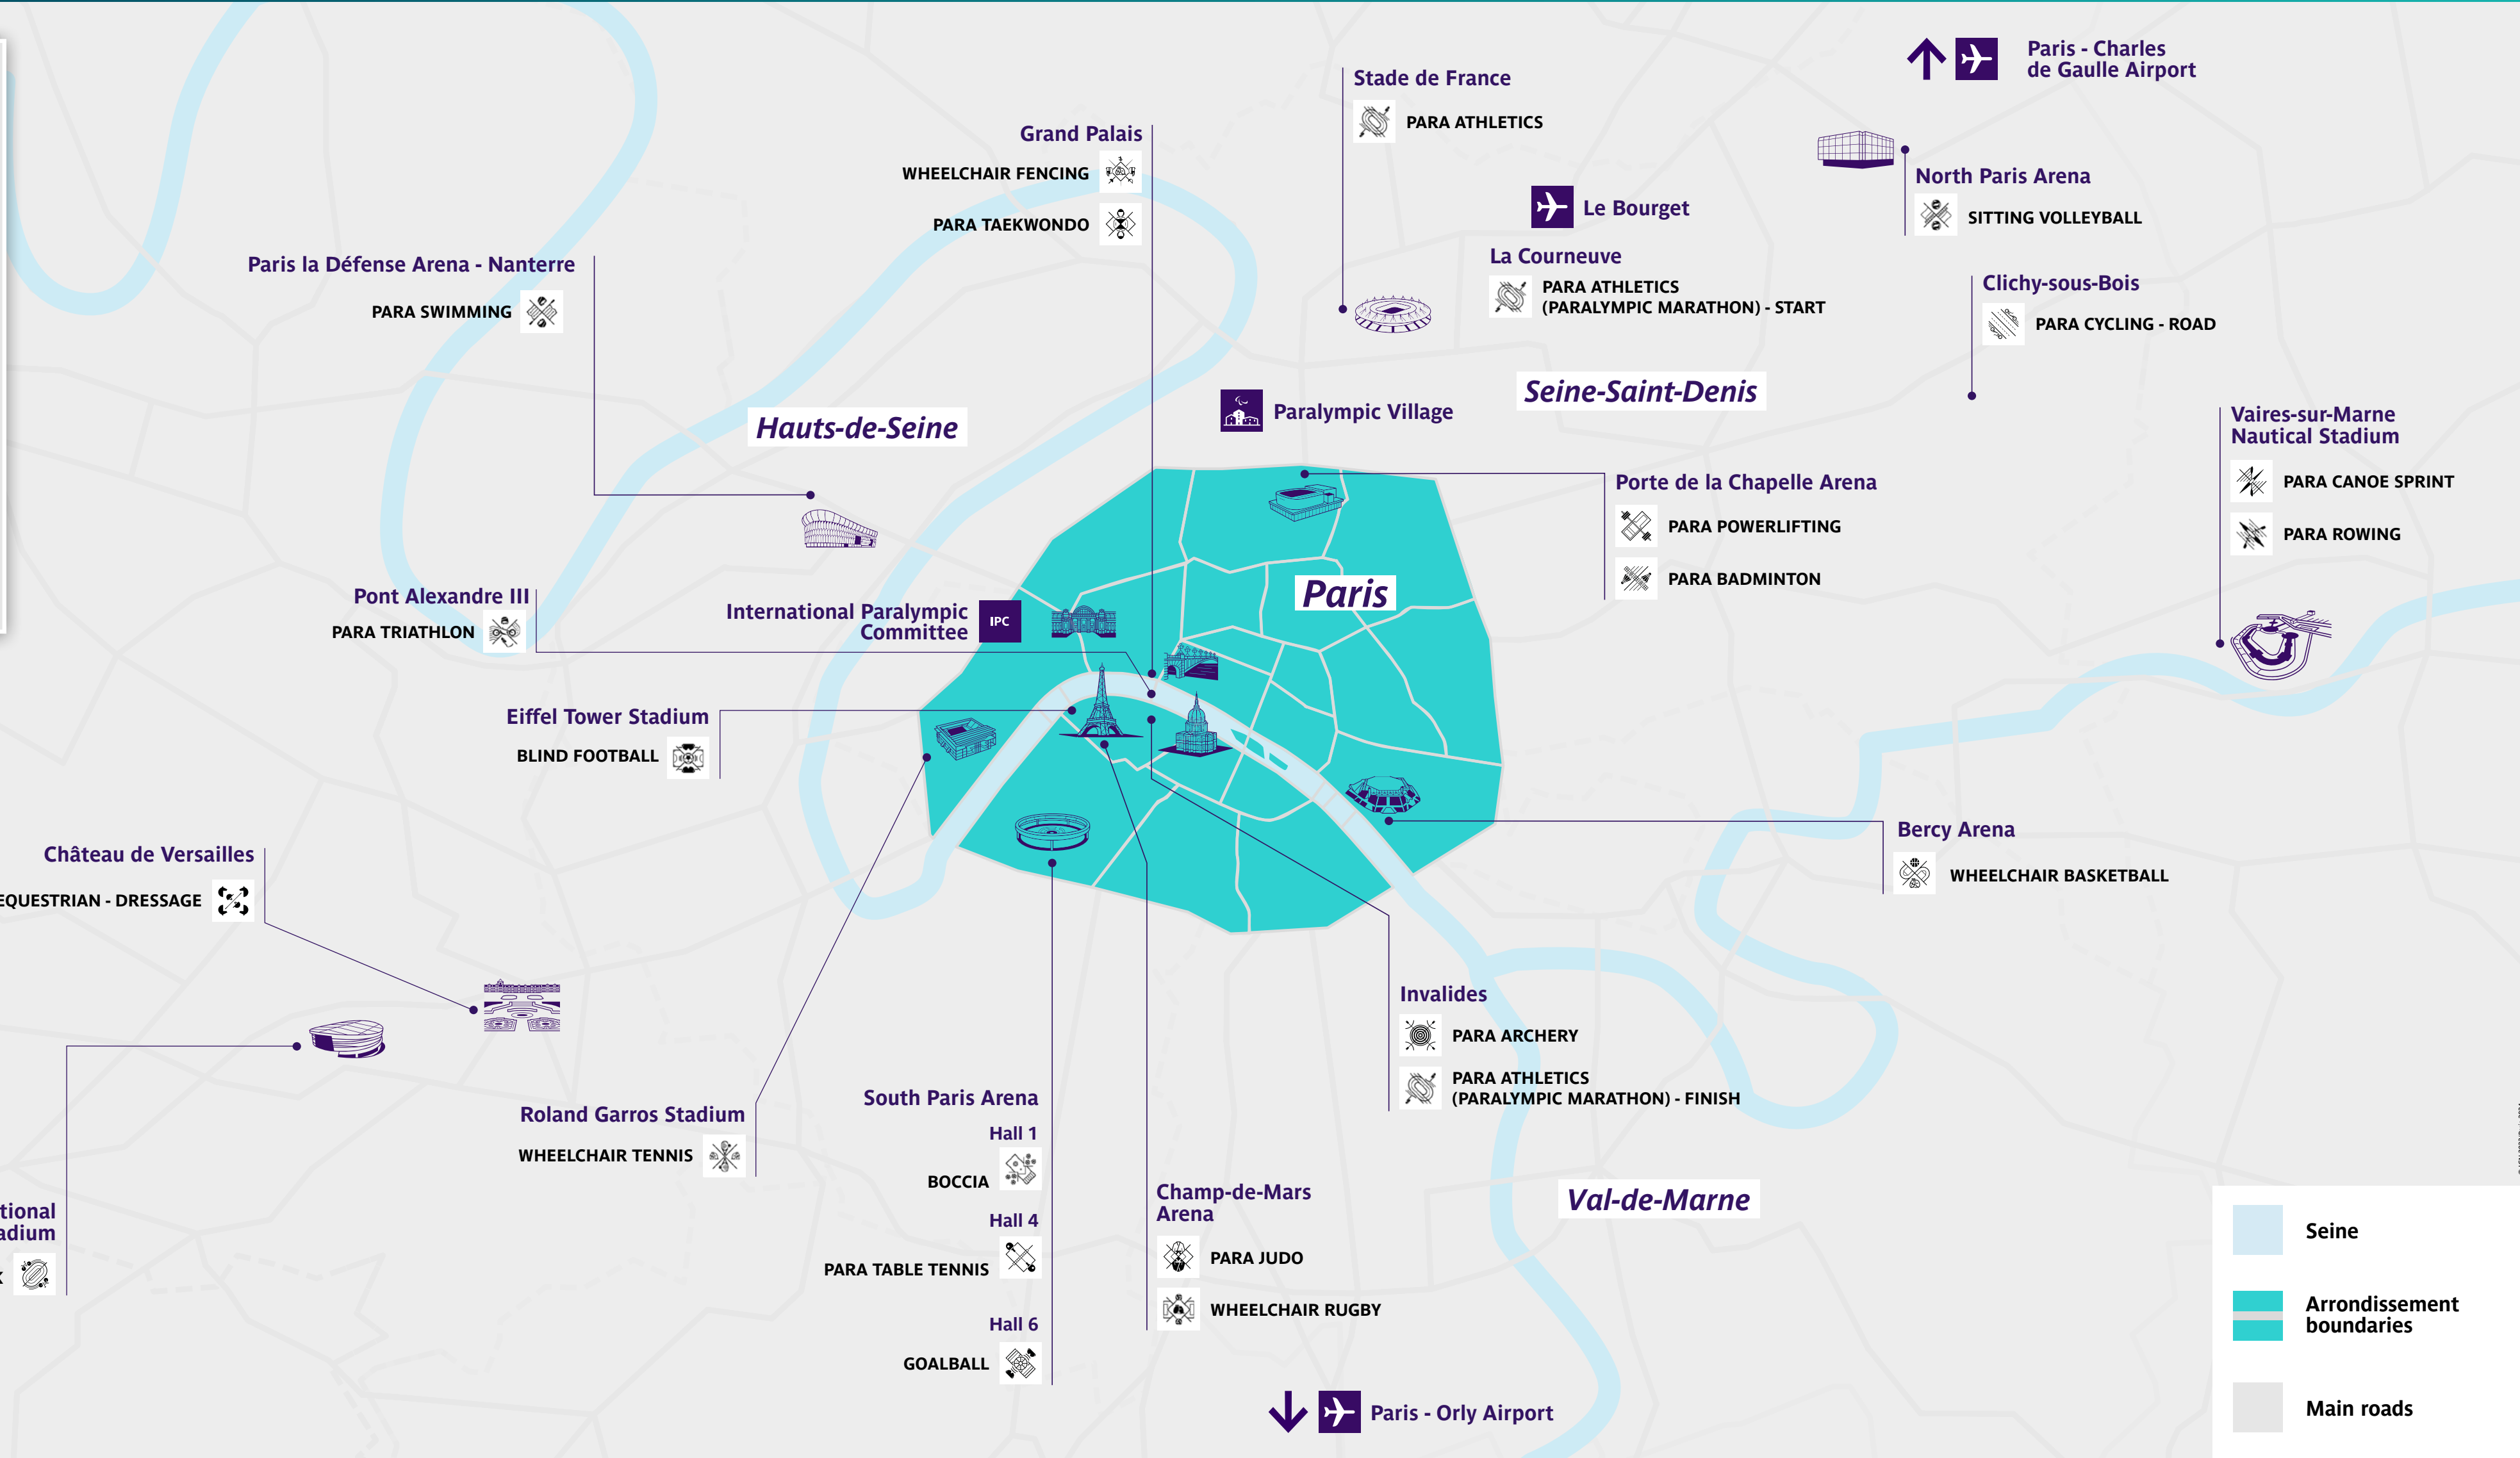 Paris - Charles
de Gaulle Airport
Stade de France
PARA ATHLETICS
Grand Palais
WHEELCHAIR FENCING
PARA TAEKWONDO
North Paris Arena
SITTING VOLLEYBALL
Le Bourget
La Courneuve
PARA ATHLETICS
(PARALYMPIC MARATHON) - START
Paris la Défense Arena - Nanterre
PARA SWIMMING
Clichy-sous-Bois
PARA CYCLING - ROAD
Seine-Saint-Denis
Paralympic Village
Hauts-de-Seine
Vaires-sur-Marne
Nautical Stadium
PARA CANOE SPRINT
PARA ROWING
Porte de la Chapelle Arena
PARA POWERLIFTING
PARA BADMINTON
Paris
Pont Alexandre III
PARA TRIATHLON
International Paralympic
Committee
IPC
Eiffel Tower Stadium
BLIND FOOTBALL
Château de Versailles
EQUESTRIAN - DRESSAGE
Bercy Arena
WHEELCHAIR BASKETBALL
Invalides
PARA ARCHERY
PARA ATHLETICS
(PARALYMPIC MARATHON) - FINISH
Roland Garros Stadium
WHEELCHAIR TENNIS
South Paris Arena
Hall 1
BOCCIA
Hall 4
PARA TABLE TENNIS
Hall 6
GOALBALL
Champ-de-Mars
Arena
PARA JUDO
WHEELCHAIR RUGBY
Val-de-Marne
tional
adium
Paris - Orly Airport
Seine
Arrondissement
boundaries
Main roads